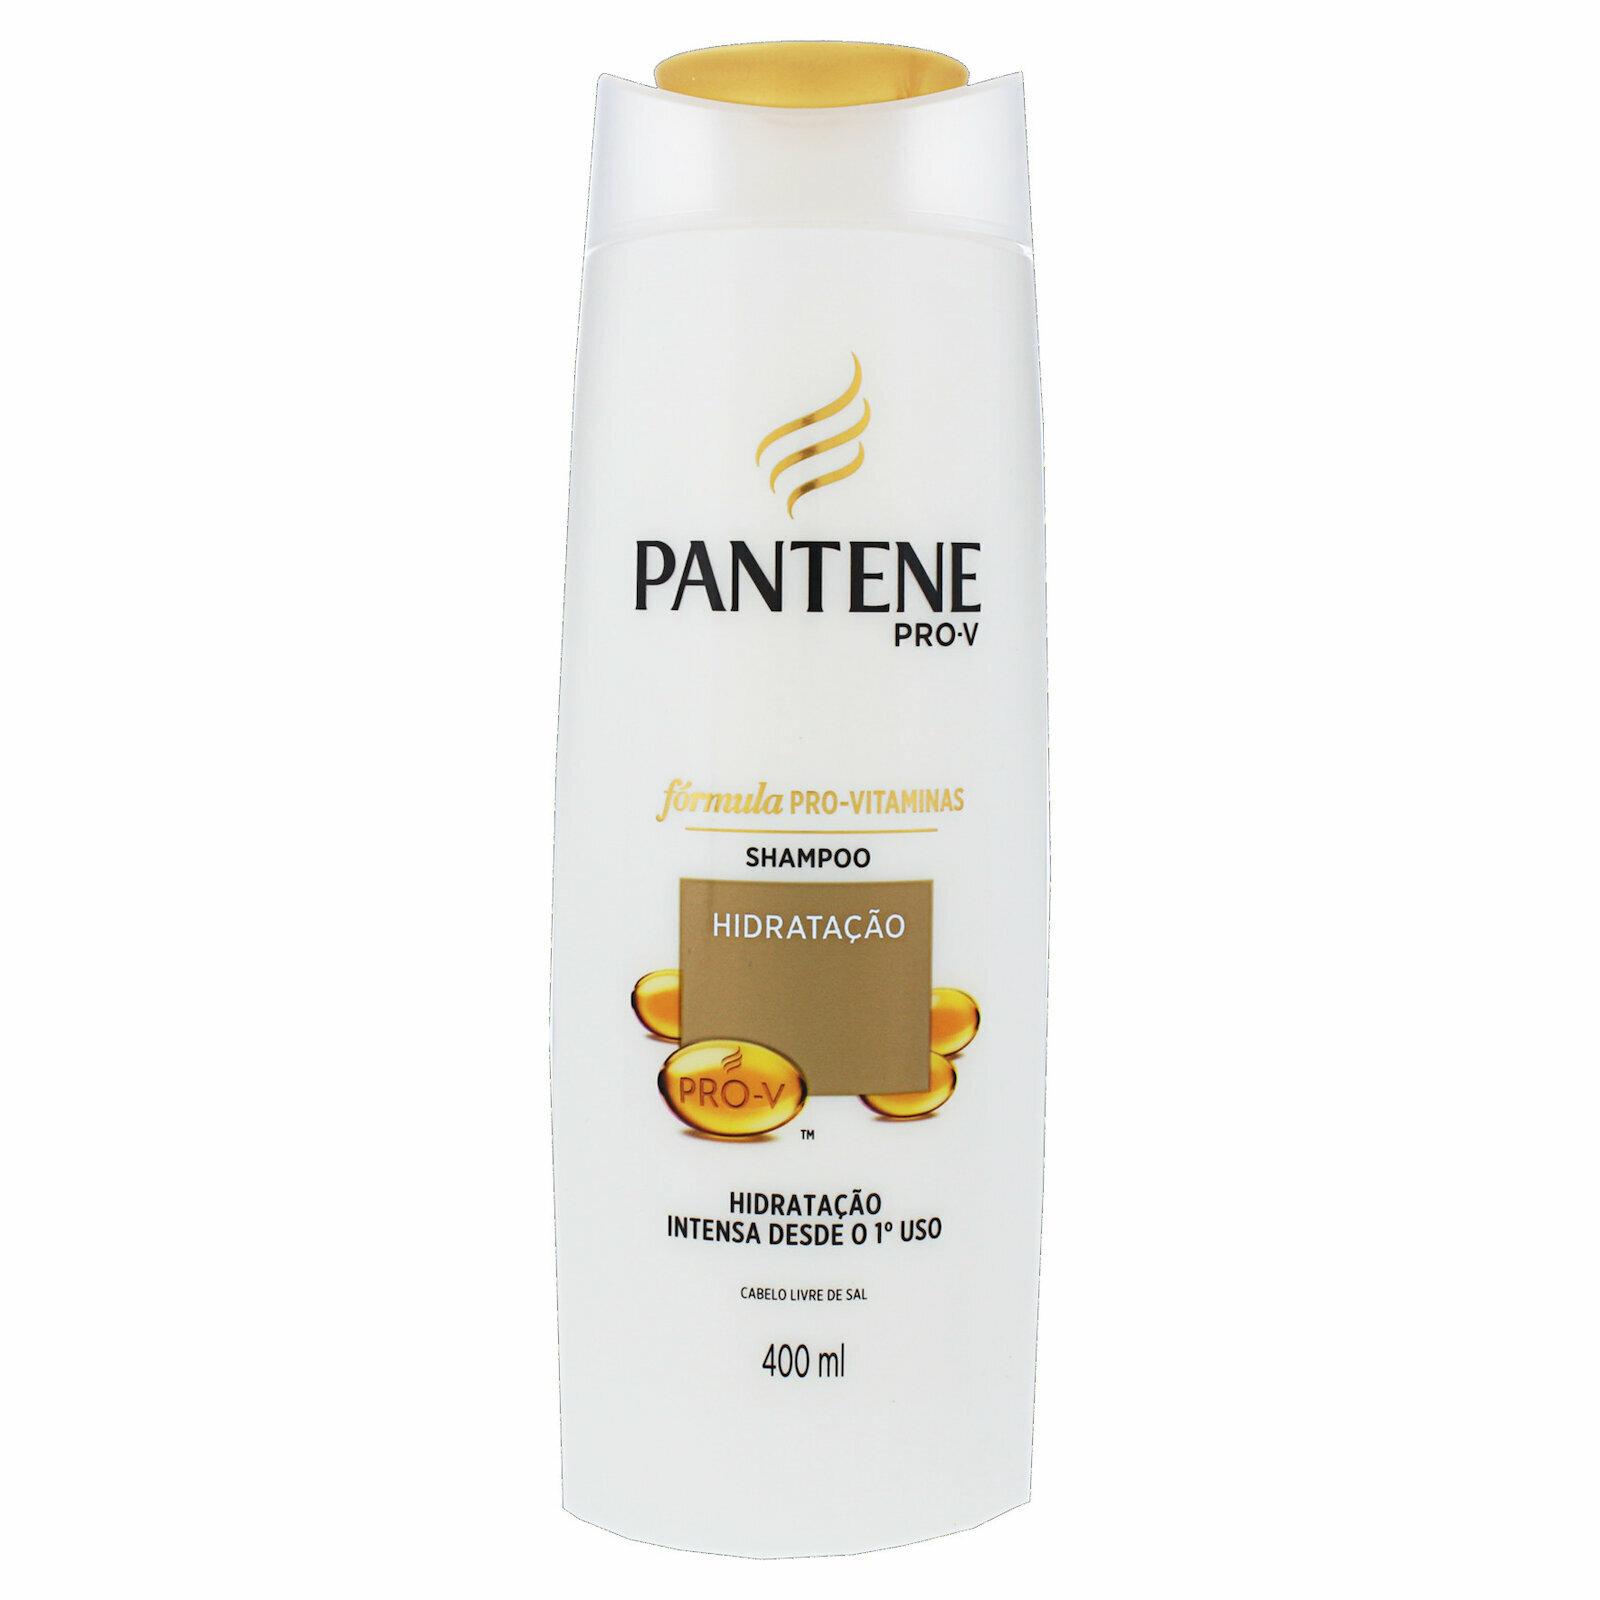 PANTENE
PRO-V
fórmula PRO-VITAMINAS
SHAMPOO
HIDRATAÇÃO
PRO-V
™
HIDRATAÇÃO
INTENSA DESDE O 1º USO
CABELO LIVRE DE SAL
400 ml